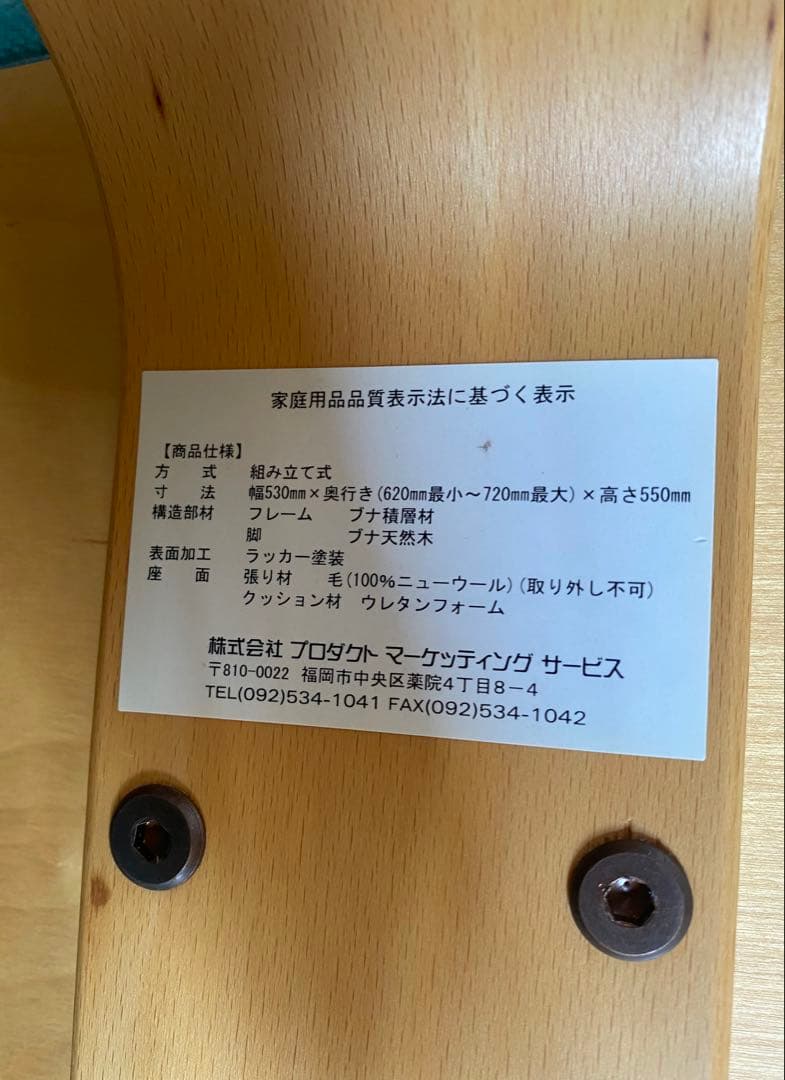 家庭用品品質表示法に基づく表示
【商品仕様】
方　式　組み立て式
寸　法　幅530㎜×奥行き(620㎜最小～720㎜最大)×高さ550㎜
構造部材　フレーム　ブナ積層材
脚　ブナ天然木
表面加工　ラッカー塗装
座　面　張り材　毛(100%ニューウール)(取り外し不可)
クッション材　ウレタンフォーム
株式会社 プロダクト マーケッティング サービス
〒810-0022 福岡市中央区薬院4丁目8−4
TEL(092)534-1041 FAX(092)534-1042